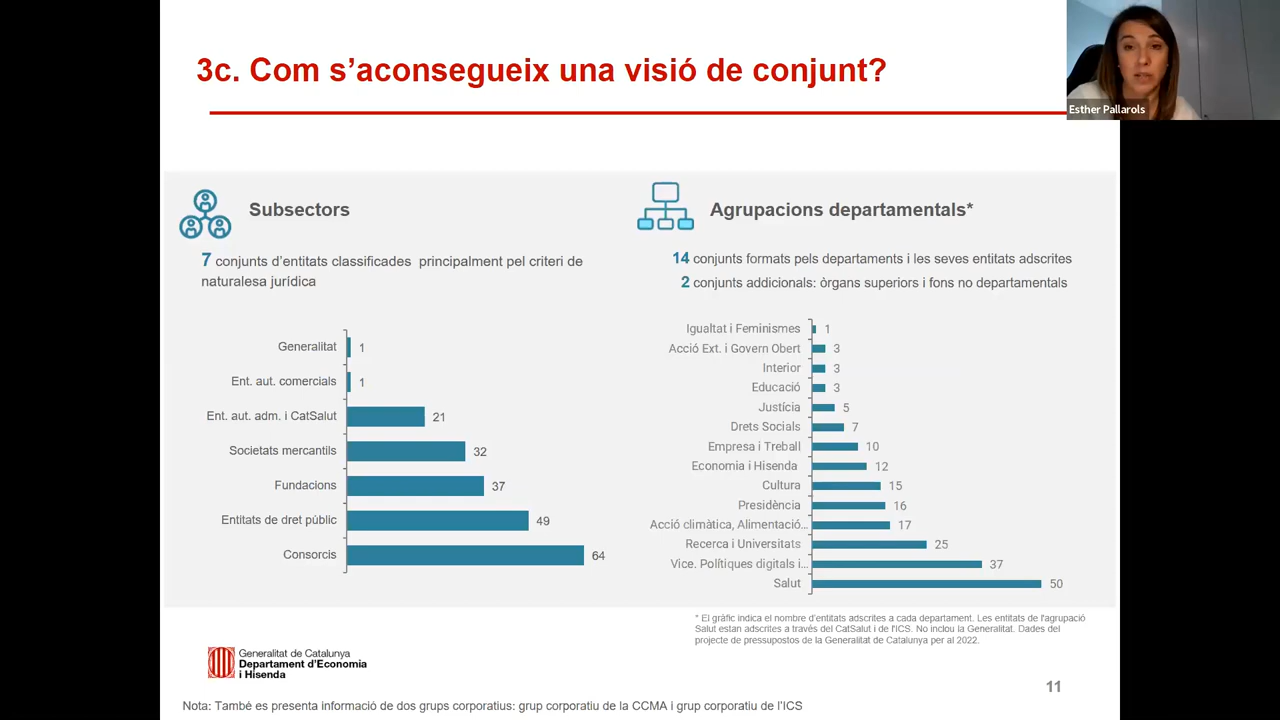 3c. Com s’aconsegueix una visió de conjunt?
Esther Pallarols
Subsectors
7 conjunts d’entitats classificades principalment pel criteri de
naturalesa jurídica
Generalitat 1
Ent. aut. comercials 1
Ent. aut. adm. i CatSalut 21
Societats mercantils 32
Fundacions 37
Entitats de dret públic 49
Consorcis 64
Agrupacions departamentals*
14 conjunts formats pels departaments i les seves entitats adscrites
2 conjunts addicionals: òrgans superiors i fons no departamentals
Igualtat i Feminismes 1
Acció Ext. i Govern Obert 3
Interior 3
Educació 3
Justícia 5
Drets Socials 7
Empresa i Treball 10
Economia i Hisenda 12
Cultura 15
Presidència 16
Acció climàtica, Alimentació... 17
Recerca i Universitats 25
Vice. Polítiques digitals i... 37
Salut 50
* El gràfic indica el nombre d’entitats adscrites a cada departament. Les entitats de l'agrupació
Salut estan adscrites a través del CatSalut i de l’ICS. No inclou la Generalitat. Dades del
projecte de pressupostos de la Generalitat de Catalunya per al 2022.
Generalitat de Catalunya
Departament d’Economia
i Hisenda
11
Nota: També es presenta informació de dos grups corporatius: grup corporatiu de la CCMA i grup corporatiu de l’ICS